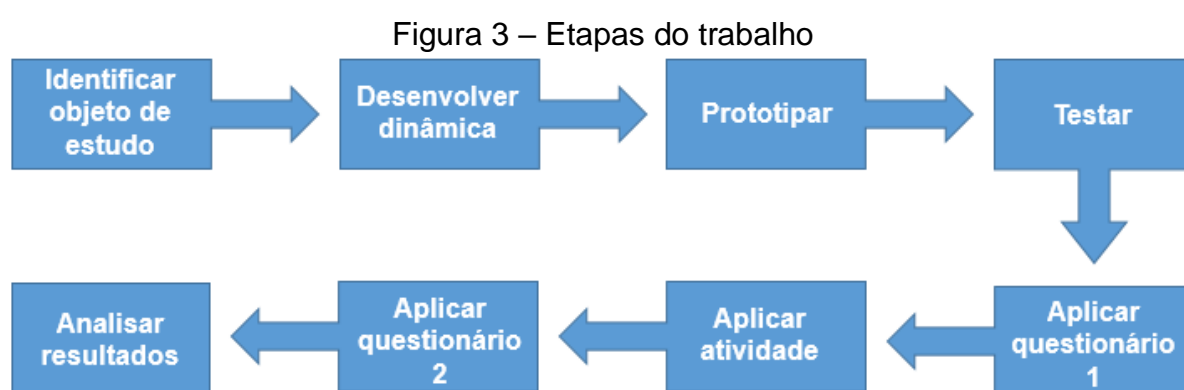 Figura 3 – Etapas do trabalho
Identificar
objeto de
estudo
Desenvolver
dinâmica
Prototipar
Testar
Aplicar
questionário
1
Aplicar
atividade
Aplicar
questionário
2
Analisar
resultados